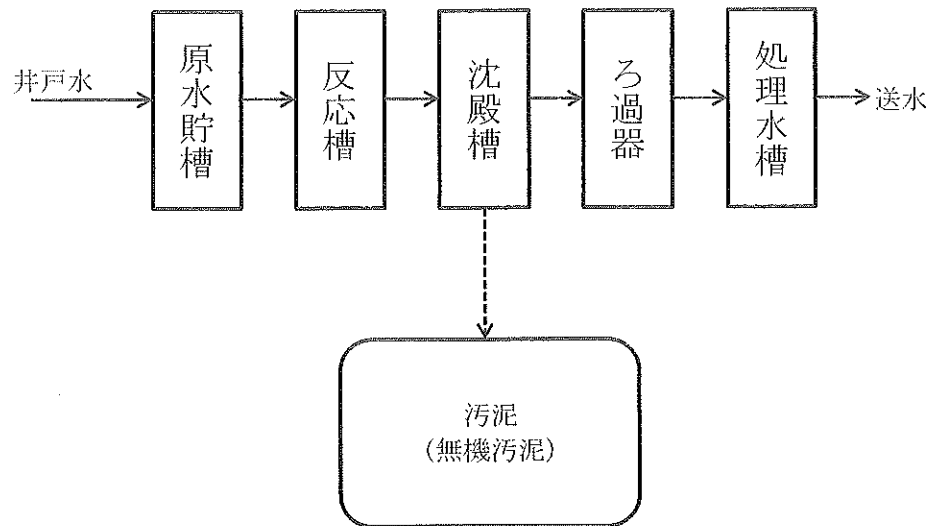 井戸水
原水貯槽
反応槽
沈殿槽
ろ過器
処理水槽
送水
汚泥
(無機汚泥)